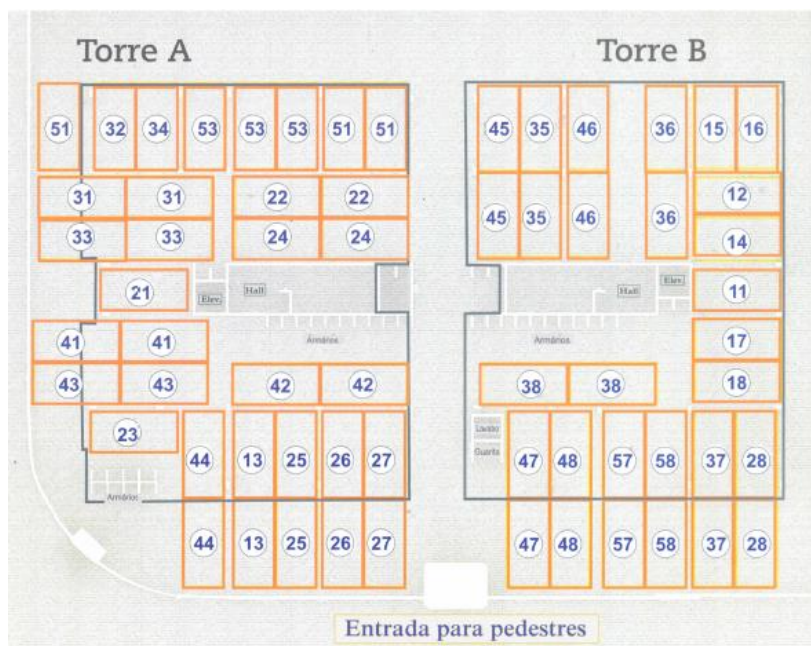 Torre A Torre B
51 32 34 53 53 53 51 51 45 35 46 36 15 16
31 31 22 22 45 35 46 36 12
33 33 24 24 14
21 Elev. Hall Hall Elev. 11
41 41 Armários Armários 17
43 43 42 42 38 38 18
23 44 13 25 26 27 Lavabo 47 48 57 58 37 28
Guarita
Armários
44 13 25 26 27 47 48 57 58 37 28
Entrada para pedestres